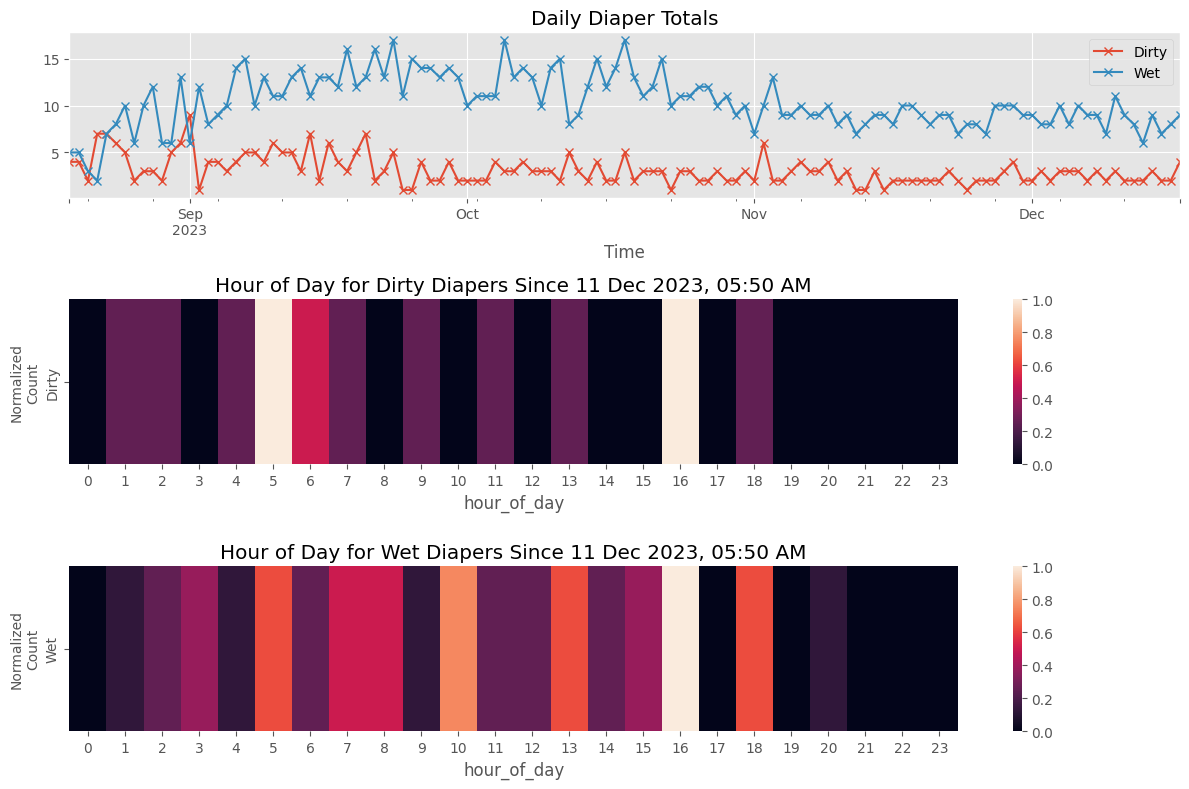 Daily Diaper Totals
Dirty
Wet
15
10
5
Sep
2023
Oct
Nov
Dec
Time
Hour of Day for Dirty Diapers Since 11 Dec 2023, 05:50 AM
Normalized
Count
Dirty
0 1 2 3 4 5 6 7 8 9 10 11 12 13 14 15 16 17 18 19 20 21 22 23
hour_of_day
1.0
0.8
0.6
0.4
0.2
0.0
Hour of Day for Wet Diapers Since 11 Dec 2023, 05:50 AM
Normalized
Count
Wet
0 1 2 3 4 5 6 7 8 9 10 11 12 13 14 15 16 17 18 19 20 21 22 23
hour_of_day
1.0
0.8
0.6
0.4
0.2
0.0